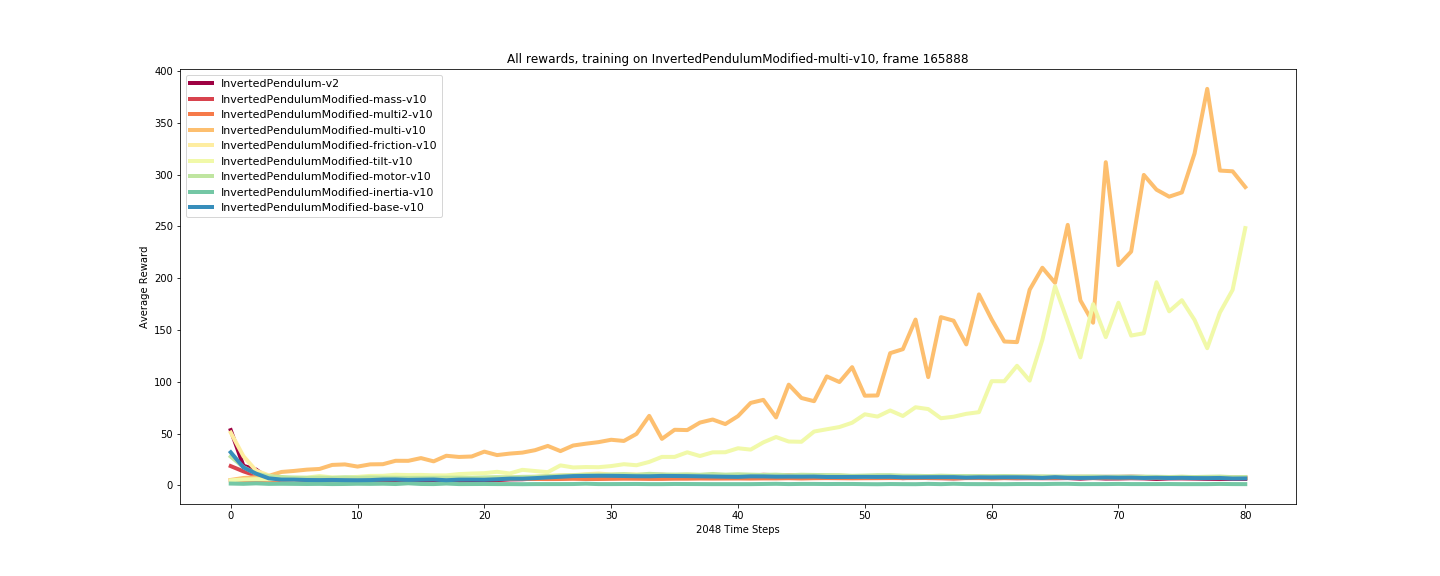 All rewards, training on InvertedPendulumModified-multi-v10, frame 165888
InvertedPendulum-v2
InvertedPendulumModified-mass-v10
InvertedPendulumModified-multi2-v10
InvertedPendulumModified-multi-v10
InvertedPendulumModified-friction-v10
InvertedPendulumModified-tilt-v10
InvertedPendulumModified-motor-v10
InvertedPendulumModified-inertia-v10
InvertedPendulumModified-base-v10
400
350
300
250
200
150
100
50
0
Average Reward
0 10 20 30 40 50 60 70 80
2048 Time Steps